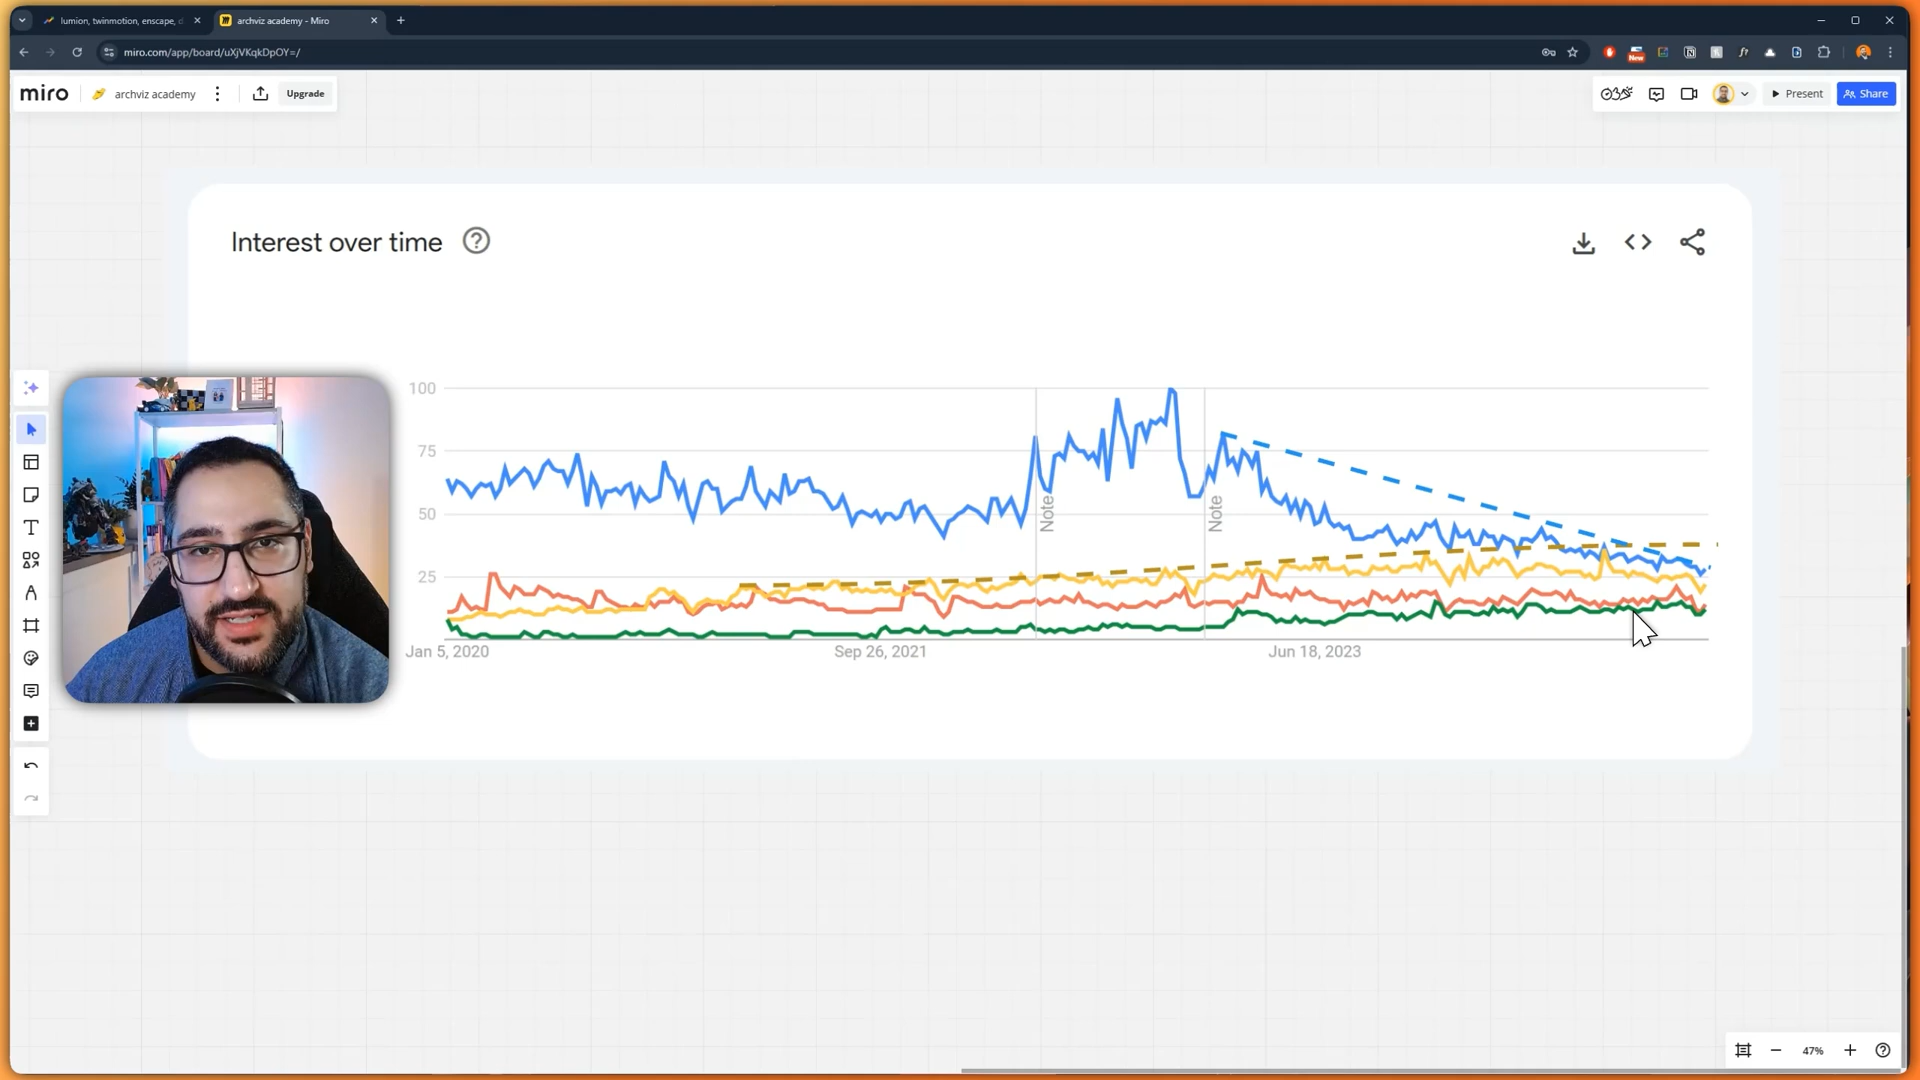 lumion, twinmotion, enscape, d
archviz academy - Miro
miro.com/app/board/uXjVKqkDpOY=/
New
miro
archviz academy
Upgrade
Present
Share
Interest over time
100
75
50
25
Note
Note
Jan 5, 2020
Sep 26, 2021
Jun 18, 2023
47%